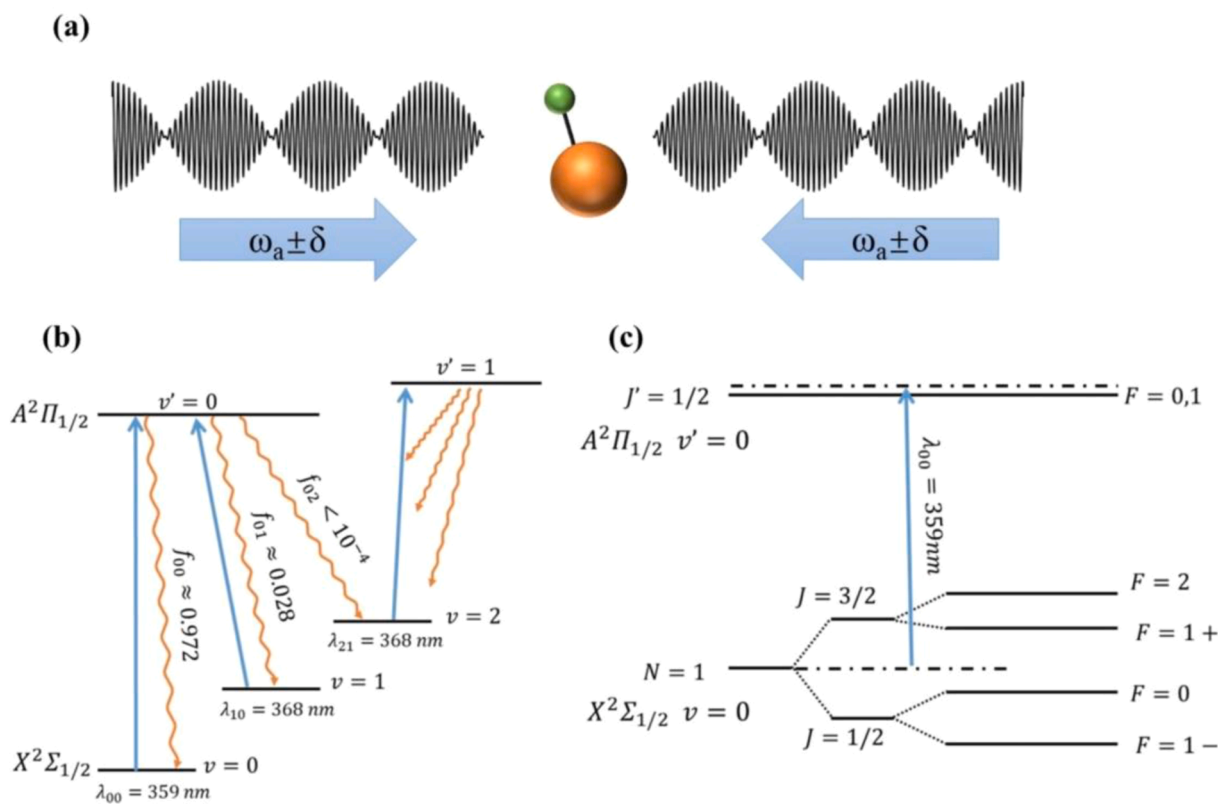 (a)
ωₐ±δ
ωₐ±δ
(b)
v' = 1
v' = 0
A²Π₁/₂
f₀₀ ≈ 0.972
f₀₁ ≈ 0.028
f₀₂ < 10⁻⁴
v = 2
λ₂₁ = 368 nm
v = 1
λ₁₀ = 368 nm
X²Σ₁/₂
v = 0
λ₀₀ = 359 nm
(c)
J' = 1/2
F = 0,1
A²Π₁/₂ v' = 0
λ₀₀ = 359nm
F = 2
J = 3/2
F = 1 +
N = 1
F = 0
X²Σ₁/₂ v = 0
J = 1/2
F = 1 −